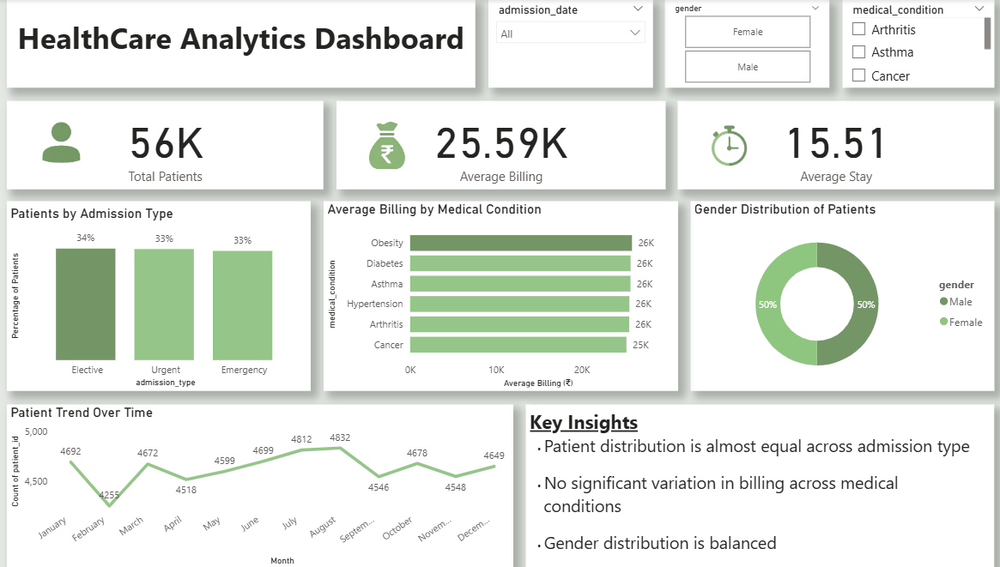 HealthCare Analytics Dashboard
admission_date
All
gender
Female
Male
medical_condition
Arthritis
Asthma
Cancer
56K
Total Patients
₹
25.59K
Average Billing
15.51
Average Stay
Patients by Admission Type
Percentage of Patients
34%
33%
33%
Elective
Urgent
Emergency
admission_type
Average Billing by Medical Condition
medical_condition
Obesity 26K
Diabetes 26K
Asthma 26K
Hypertension 26K
Arthritis 26K
Cancer 25K
0K 10K 20K
Average Billing (₹)
Gender Distribution of Patients
50%
50%
gender
Male
Female
Patient Trend Over Time
Count of patient_id
5,000
4,500
4692
4255
4672
4518
4599
4699
4812
4832
4546
4678
4548
4649
January
February
March
April
May
June
July
August
Septem...
October
Novem...
Decem...
Month
Key Insights
• Patient distribution is almost equal across admission type
• No significant variation in billing across medical
conditions
• Gender distribution is balanced